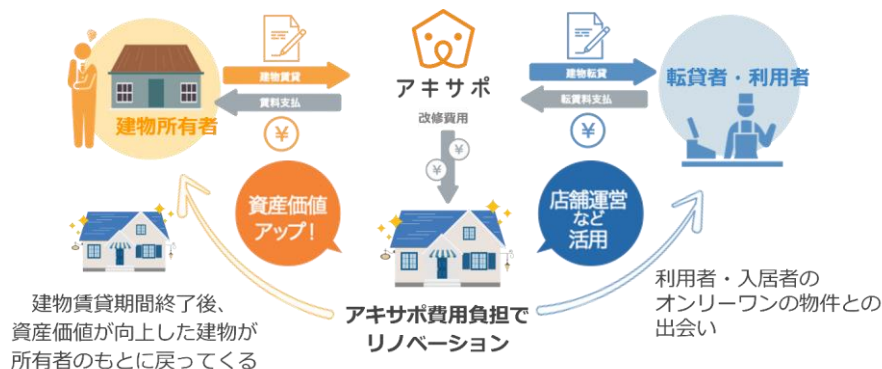 建物所有者
建物賃貸
賃料支払
¥
アキサポ
改修費用
¥
¥
建物転貸
転賃料支払
¥
転貸者・利用者
資産価値
アップ！
店舗運営
など
活用
建物賃貸期間終了後、
資産価値が向上した建物が
所有者のもとに戻ってくる
アキサポ費用負担で
リノベーション
利用者・入居者の
オンリーワンの物件との
出会い